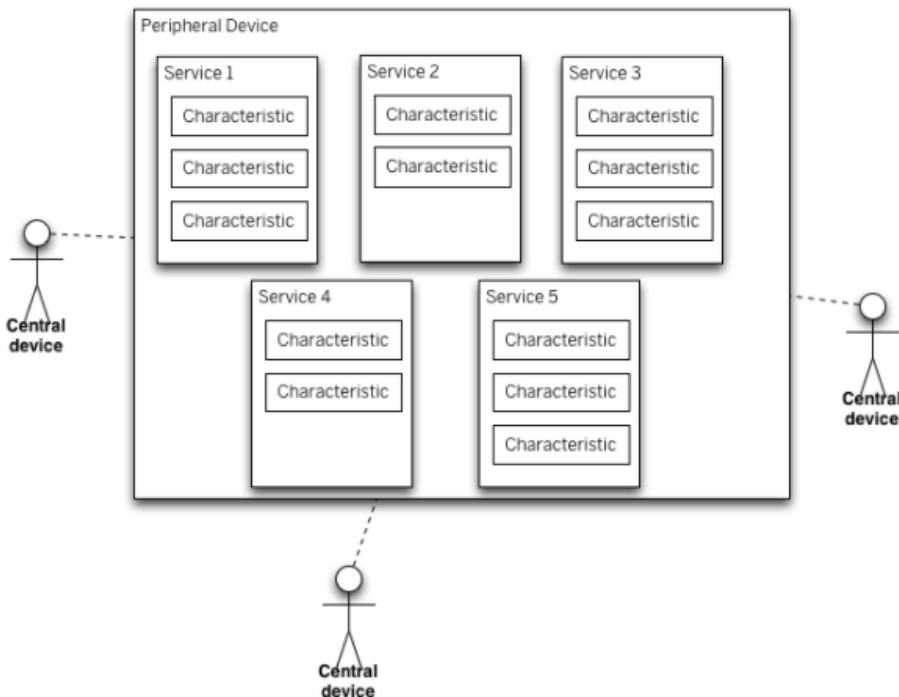 Peripheral Device
Service 1
Characteristic
Characteristic
Characteristic
Service 2
Characteristic
Characteristic
Service 3
Characteristic
Characteristic
Characteristic
Central
device
Service 4
Characteristic
Characteristic
Service 5
Characteristic
Characteristic
Characteristic
Central
device
Central
device